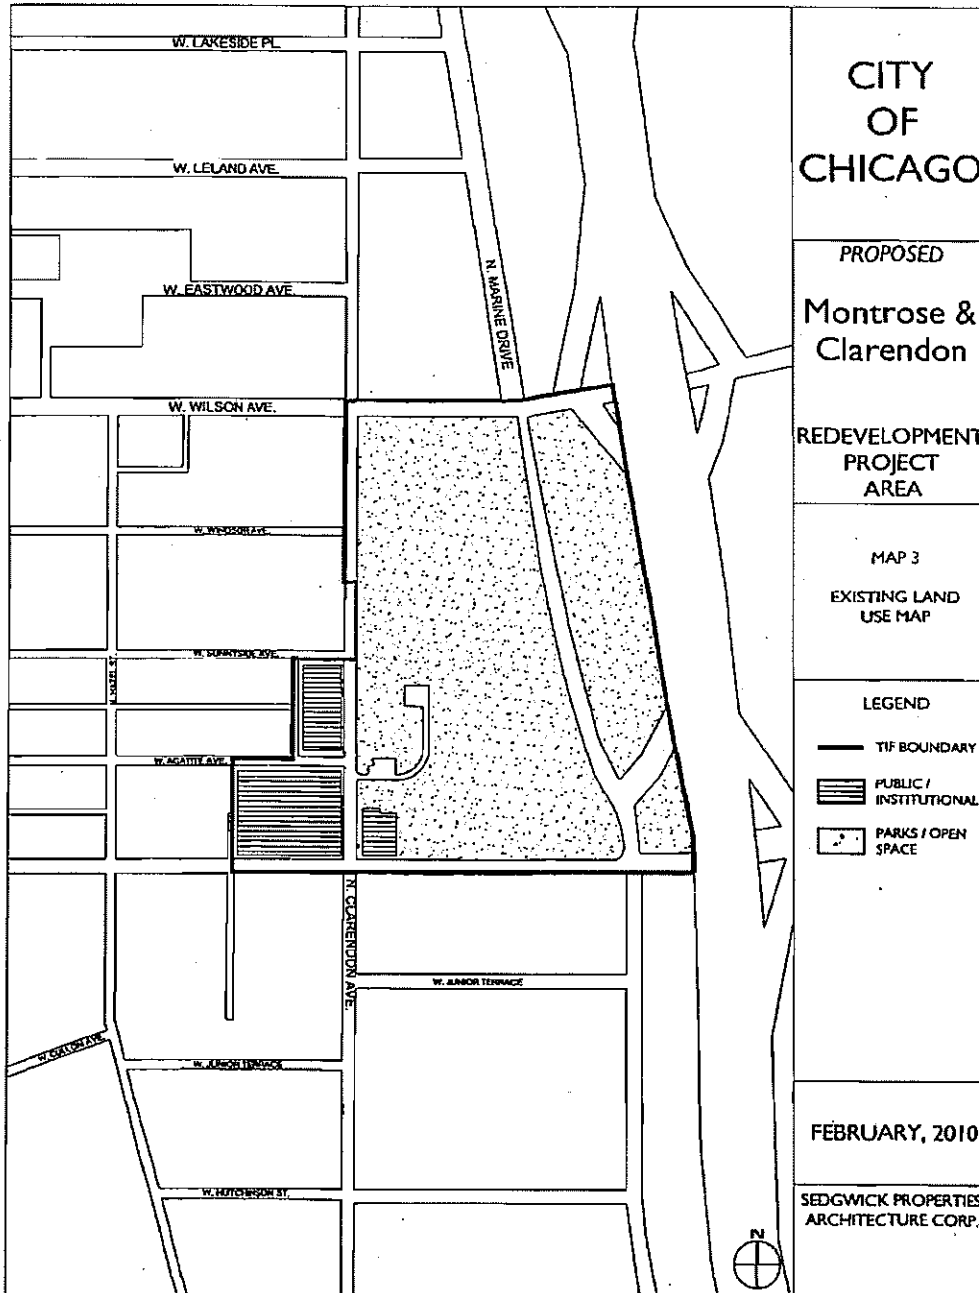 W. LAKESIDE PL.
W. LELAND AVE.
N. MARINE DRIVE
W. EASTWOOD AVE.
W. WILSON AVE.
W. WINDSOR AVE.
W. SUNNYSIDE AVE.
N. HAZEL ST.
W. AGATITE AVE.
N. CLARENDON AVE.
W. JUNIOR TERRACE
W. CULLON AVE.
W. JUNIOR TERRACE
W. HUTCHINSON ST.
N
CITY
OF
CHICAGO
PROPOSED
Montrose &
Clarendon
REDEVELOPMENT
PROJECT
AREA
MAP 3
EXISTING LAND
USE MAP
LEGEND
TIF BOUNDARY
PUBLIC /
INSTITUTIONAL
PARKS / OPEN
SPACE
FEBRUARY, 2010
SEDGWICK PROPERTIES
ARCHITECTURE CORP.